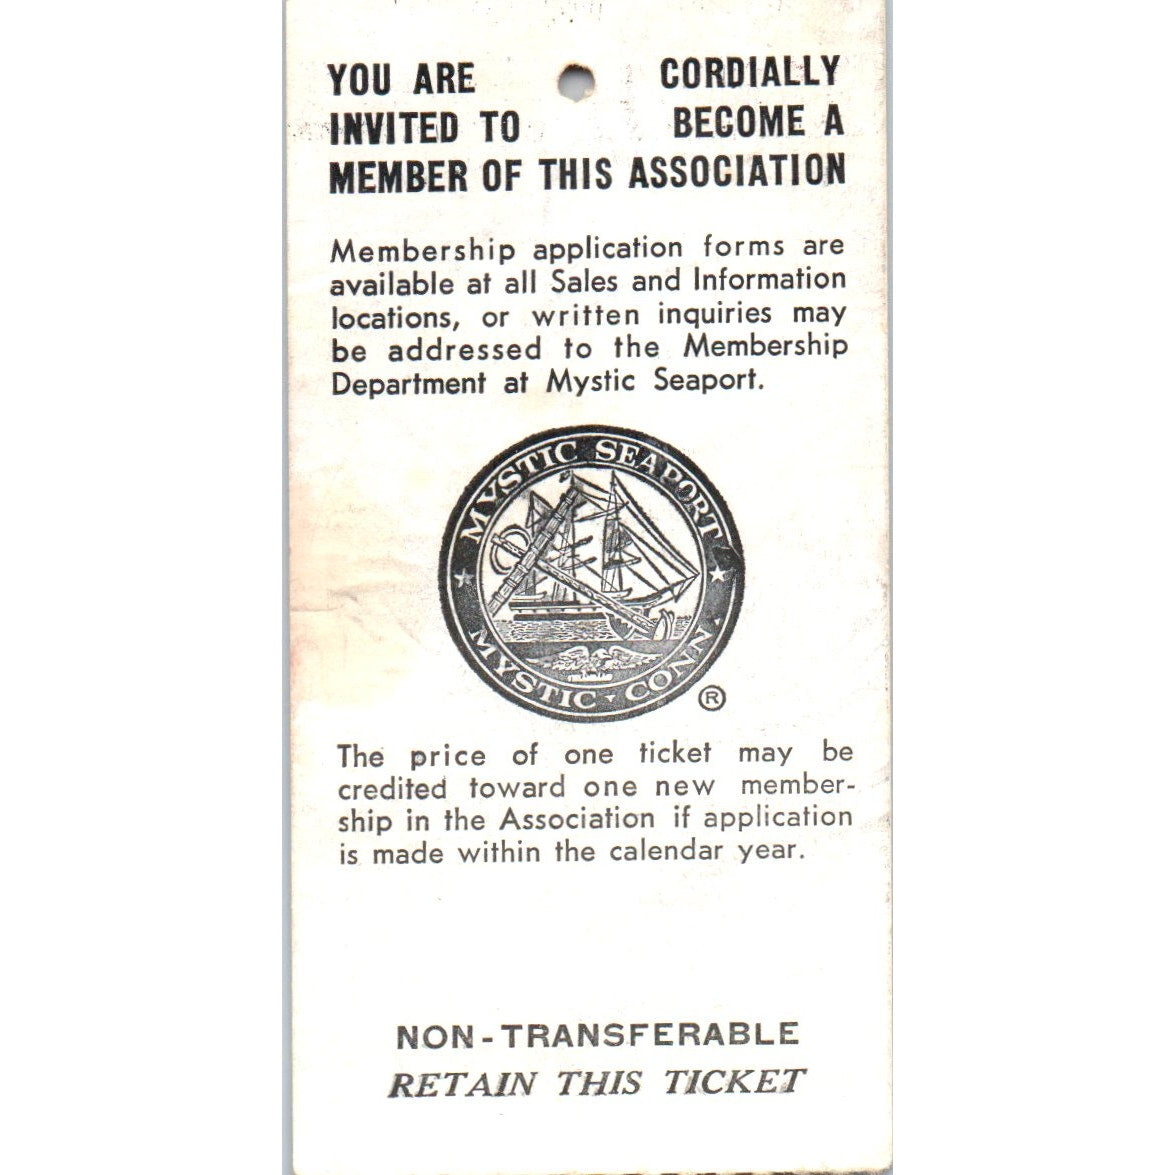 YOU ARE CORDIALLY
INVITED TO BECOME A
MEMBER OF THIS ASSOCIATION
Membership application forms are
available at all Sales and Information
locations, or written inquiries may
be addressed to the Membership
Department at Mystic Seaport.
MYSTIC SEAPORT
MYSTIC · CONN.
®
The price of one ticket may be
credited toward one new member-
ship in the Association if application
is made within the calendar year.
NON-TRANSFERABLE
RETAIN THIS TICKET